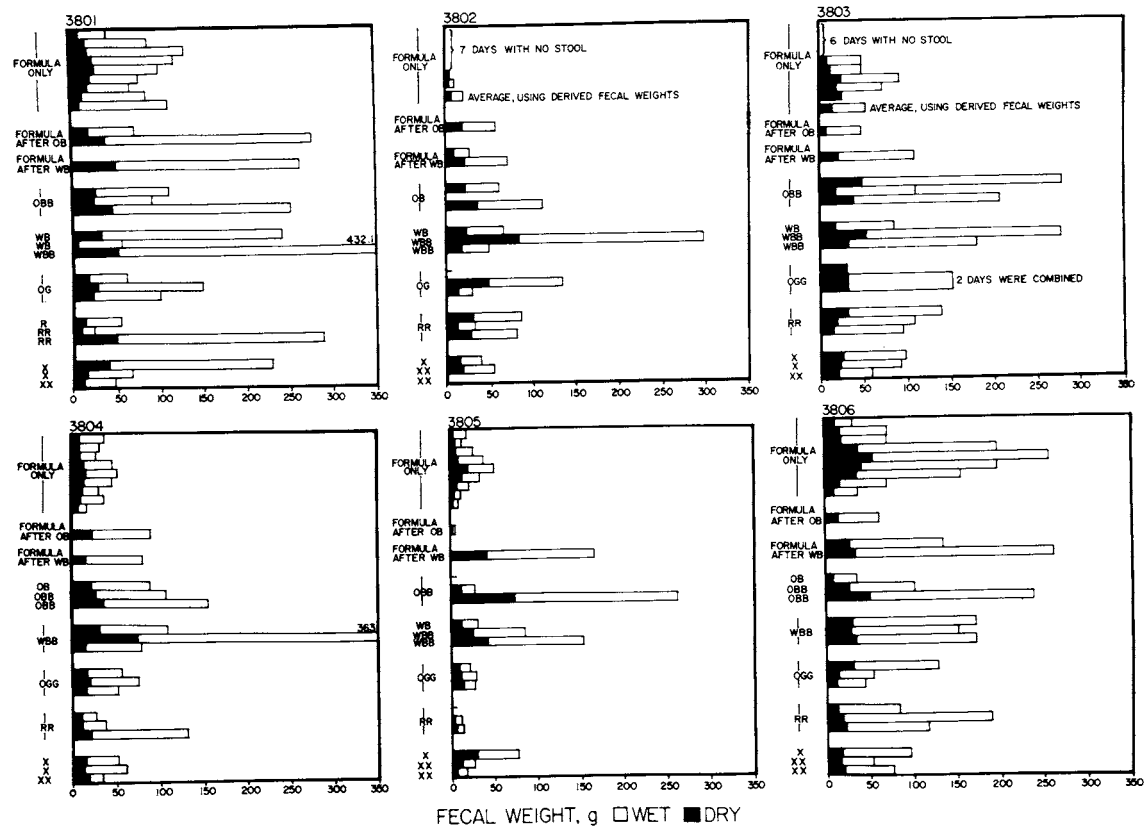 3801
FORMULA
ONLY
FORMULA
AFTER OB
FORMULA
AFTER WB
OBB
WB
WB
WBB
432.1
OG
R
RR
RR
X
X
XX
0 50 100 150 200 250 300 350
3802
FORMULA
ONLY
7 DAYS WITH NO STOOL
AVERAGE, USING DERIVED FECAL WEIGHTS
FORMULA
AFTER OB
FORMULA
AFTER WB
OB
WB
WBB
WBB
OG
RR
X
XX
XX
0 50 100 150 200 250 300 350
3803
FORMULA
ONLY
6 DAYS WITH NO STOOL
AVERAGE, USING DERIVED FECAL WEIGHTS
FORMULA
AFTER OB
FORMULA
AFTER WB
OBB
WB
WBB
WBB
OGG
2 DAYS WERE COMBINED
RR
X
X
XX
0 50 100 150 200 250 300 350
3804
FORMULA
ONLY
FORMULA
AFTER OB
FORMULA
AFTER WB
OB
OBB
OBB
WBB
363
OGG
RR
X
X
XX
0 50 100 150 200 250 300 350
3805
FORMULA
ONLY
FORMULA
AFTER OB
FORMULA
AFTER WB
OBB
WB
WBB
WBB
OGG
RR
X
XX
XX
0 50 100 150 200 250 300 350
3806
FORMULA
ONLY
FORMULA
AFTER OB
FORMULA
AFTER WB
OB
OBB
OBB
WBB
OGG
RR
X
XX
XX
0 50 100 150 200 250 300 350
FECAL WEIGHT, g WET DRY